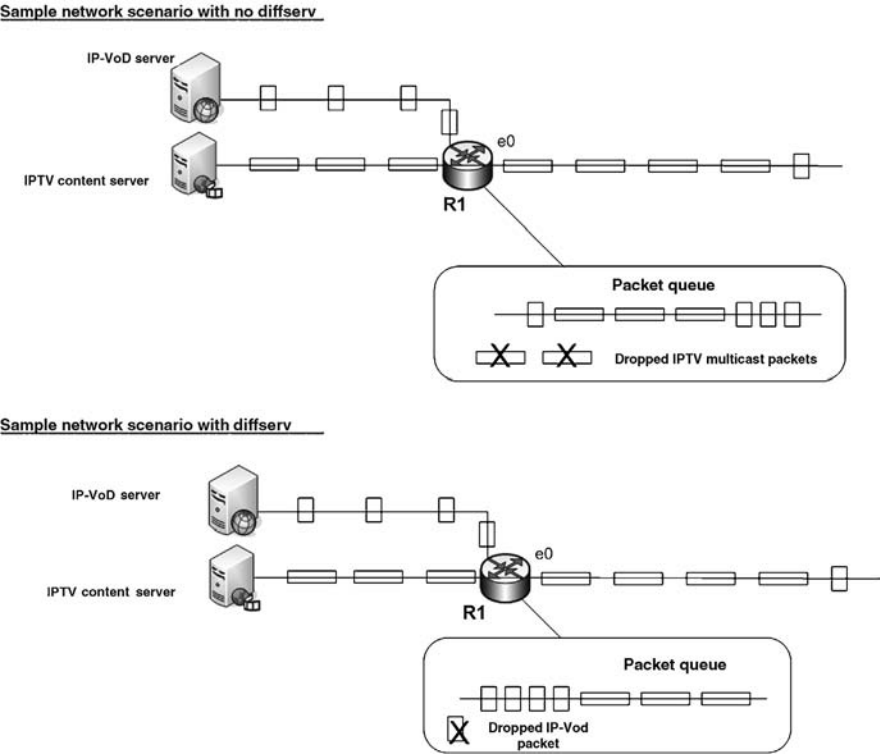 Sample network scenario with no diffserv
IP-VoD server
e0
IPTV content server
R1
Packet queue
X X
Dropped IPTV multicast packets
Sample network scenario with diffserv
IP-VoD server
e0
IPTV content server
R1
Packet queue
X
Dropped IP-Vod
packet